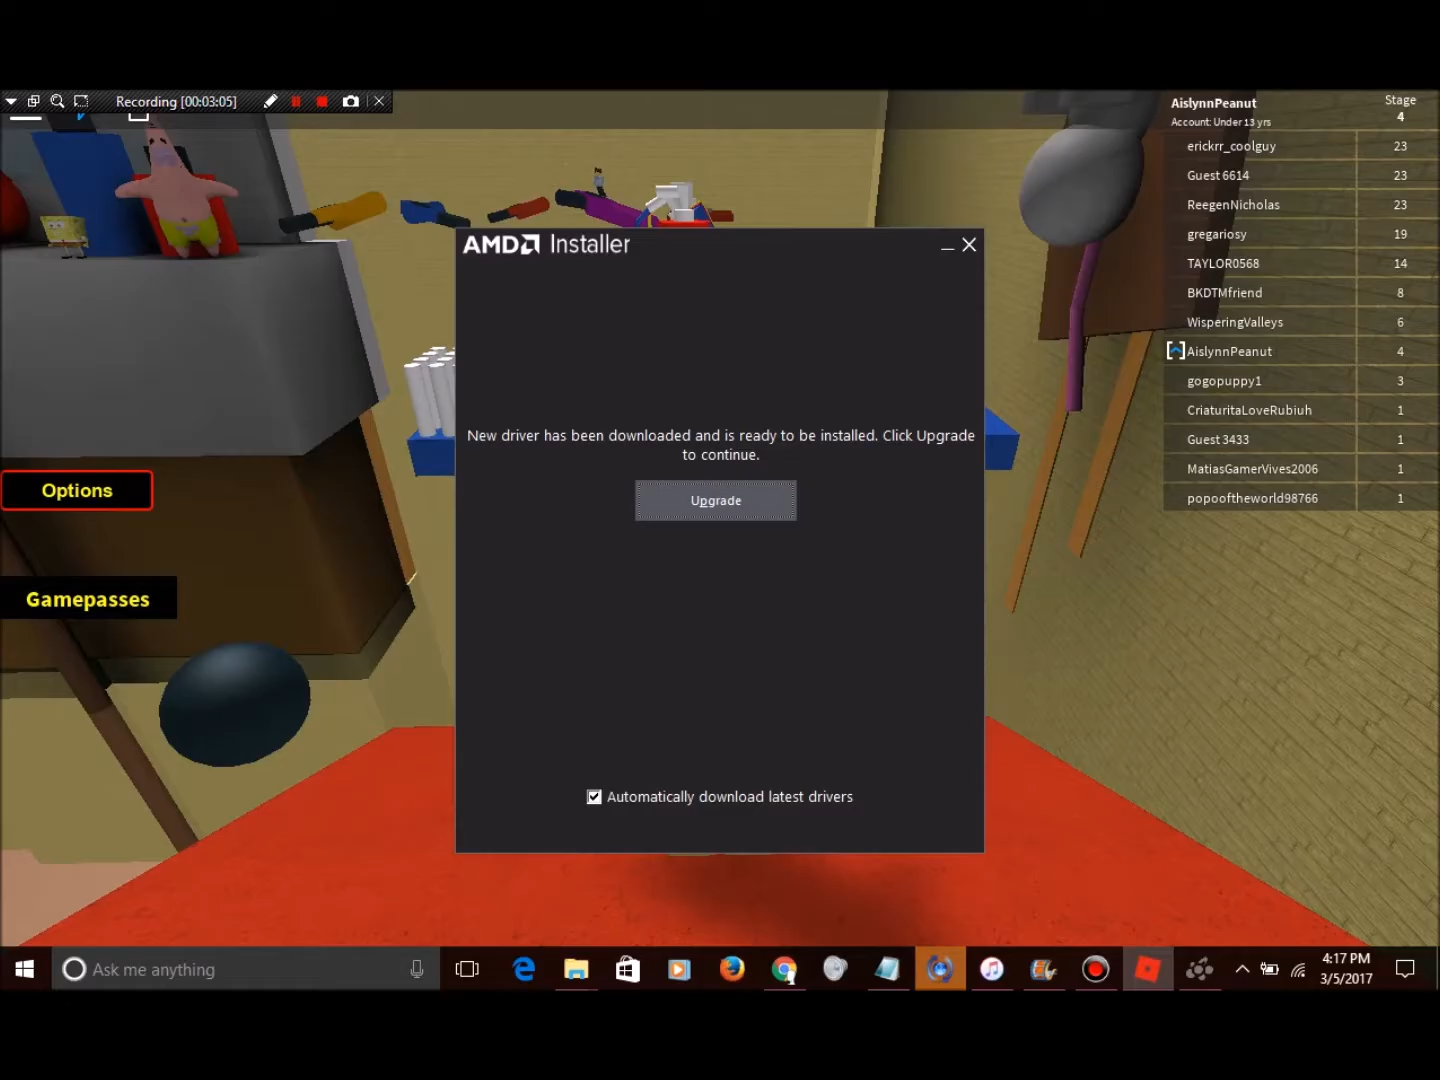 Recording [00:03:05]
AislynnPeanut Stage
Account: Under 13 yrs 4
erickrr_coolguy 23
Guest 6614 23
ReegenNicholas 23
gregariosy 19
TAYLOR0568 14
BKDTMfriend 8
WisperingValleys 6
AislynnPeanut 4
gogopuppy1 3
CriaturitaLoveRubiuh 1
Guest 3433 1
MatiasGamerVives2006 1
popooftheworld98766 1
AMD Installer
New driver has been downloaded and is ready to be installed. Click Upgrade
to continue.
Upgrade
Automatically download latest drivers
Options
Gamepasses
Ask me anything
4:17 PM
3/5/2017